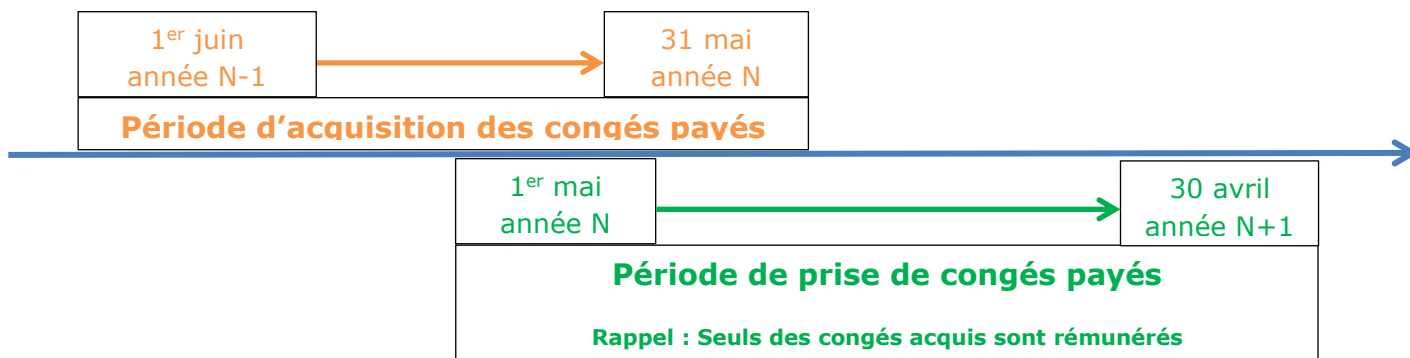 1er juin
année N-1
31 mai
année N
Période d'acquisition des congés payés
1er mai
année N
30 avril
année N+1
Période de prise de congés payés
Rappel : Seuls des congés acquis sont rémunérés